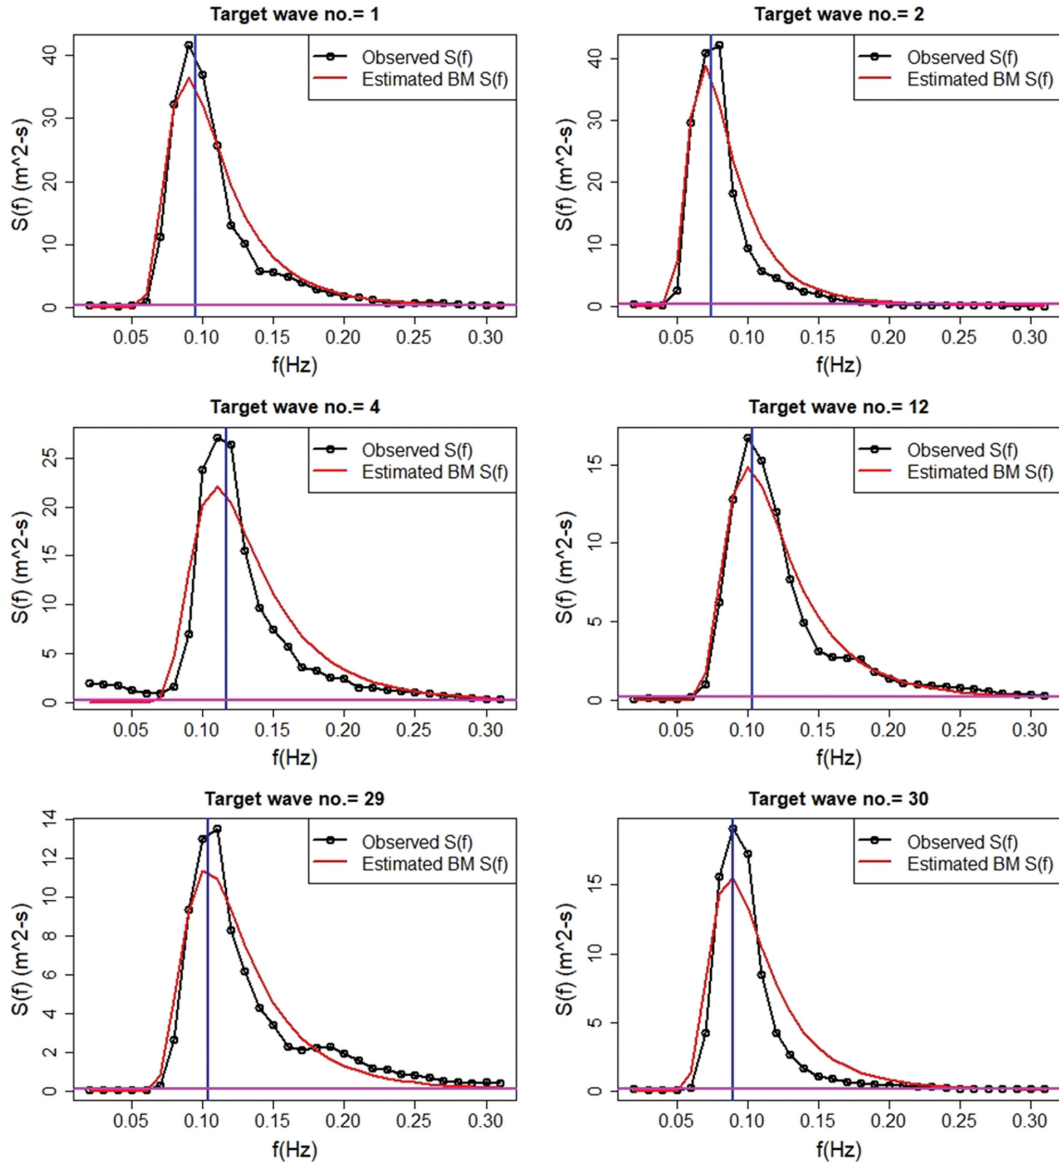 Target wave no.= 1
Observed S(f)
Estimated BM S(f)
S(f) (m^2-s)
40
30
20
10
0
0.05 0.10 0.15 0.20 0.25 0.30
f(Hz)
Target wave no.= 2
Observed S(f)
Estimated BM S(f)
S(f) (m^2-s)
40
30
20
10
0
0.05 0.10 0.15 0.20 0.25 0.30
f(Hz)
Target wave no.= 4
Observed S(f)
Estimated BM S(f)
S(f) (m^2-s)
25
20
15
10
5
0
0.05 0.10 0.15 0.20 0.25 0.30
f(Hz)
Target wave no.= 12
Observed S(f)
Estimated BM S(f)
S(f) (m^2-s)
15
10
5
0
0.05 0.10 0.15 0.20 0.25 0.30
f(Hz)
Target wave no.= 29
Observed S(f)
Estimated BM S(f)
S(f) (m^2-s)
14
12
10
8
6
4
2
0
0.05 0.10 0.15 0.20 0.25 0.30
f(Hz)
Target wave no.= 30
Observed S(f)
Estimated BM S(f)
S(f) (m^2-s)
15
10
5
0
0.05 0.10 0.15 0.20 0.25 0.30
f(Hz)